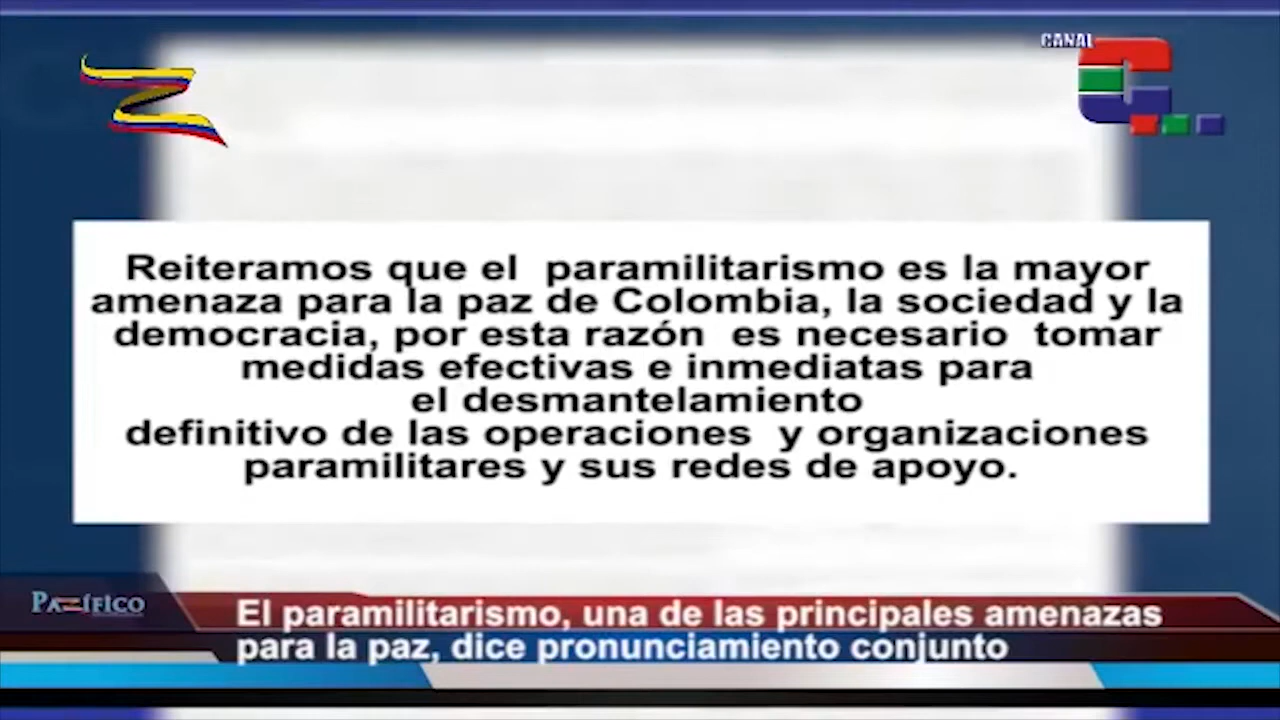 CANAL
Reiteramos que el paramilitarismo es la mayor
amenaza para la paz de Colombia, la sociedad y la
democracia, por esta razón es necesario tomar
medidas efectivas e inmediatas para
el desmantelamiento
definitivo de las operaciones y organizaciones
paramilitares y sus redes de apoyo.
PaZífico
El paramilitarismo, una de las principales amenazas
para la paz, dice pronunciamiento conjunto